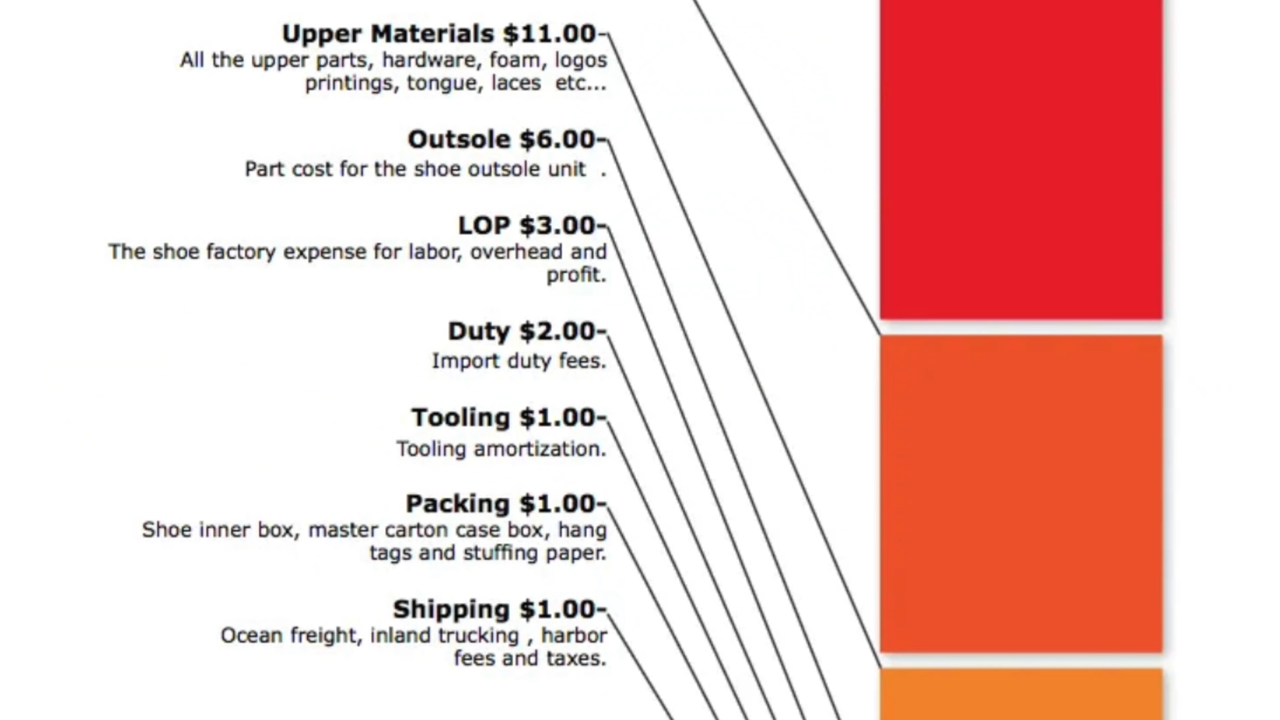 Upper Materials $11.00-
All the upper parts, hardware, foam, logos
printings, tongue, laces etc...
Outsole $6.00-
Part cost for the shoe outsole unit .
LOP $3.00-
The shoe factory expense for labor, overhead and
profit.
Duty $2.00-
Import duty fees.
Tooling $1.00-
Tooling amortization.
Packing $1.00-
Shoe inner box, master carton case box, hang
tags and stuffing paper.
Shipping $1.00-
Ocean freight, inland trucking , harbor
fees and taxes.